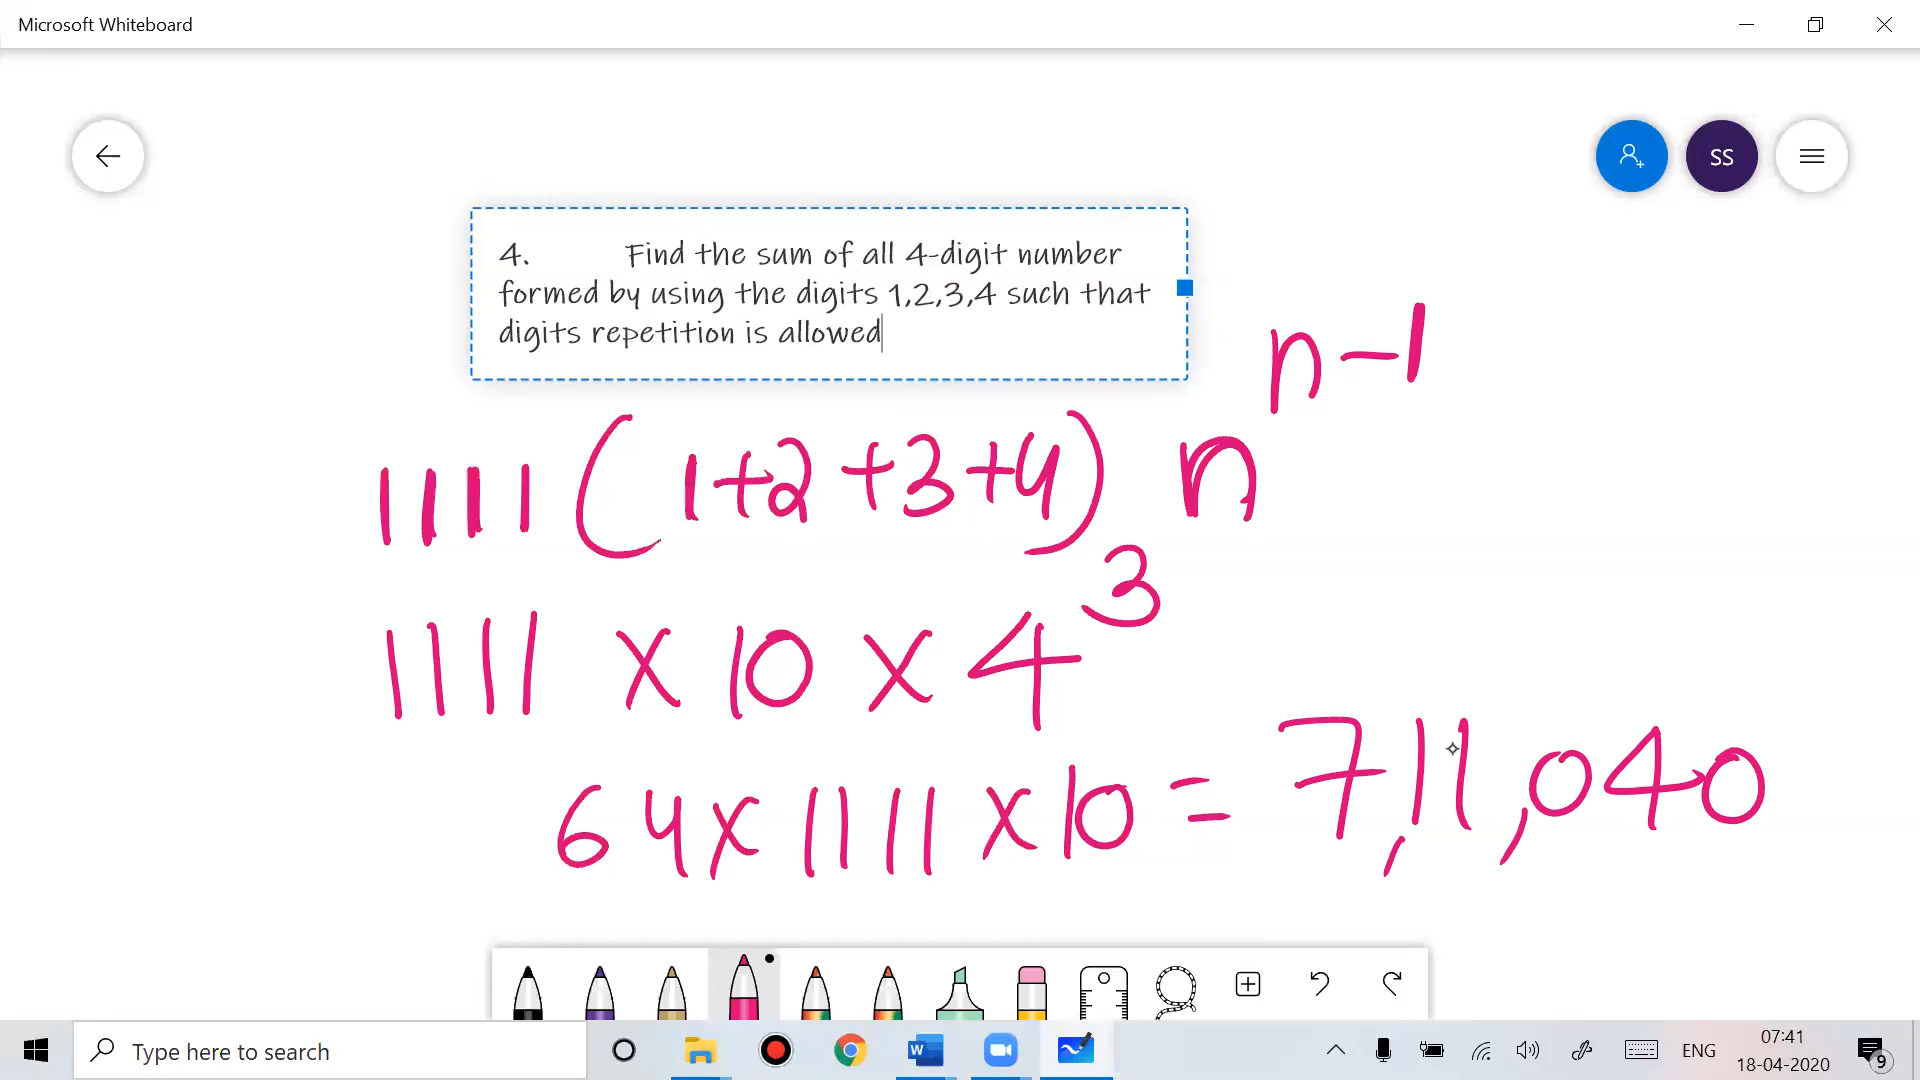 Microsoft Whiteboard
SS
4. Find the sum of all 4-digit number
formed by using the digits 1,2,3,4 such that
digits repetition is allowed
1111 (1+2+3+4) n^{n-1}
1111 x 10 x 4^3
64 x 1111 x 10 = 7,11,040
Type here to search
W
ENG
07:41
18-04-2020
9